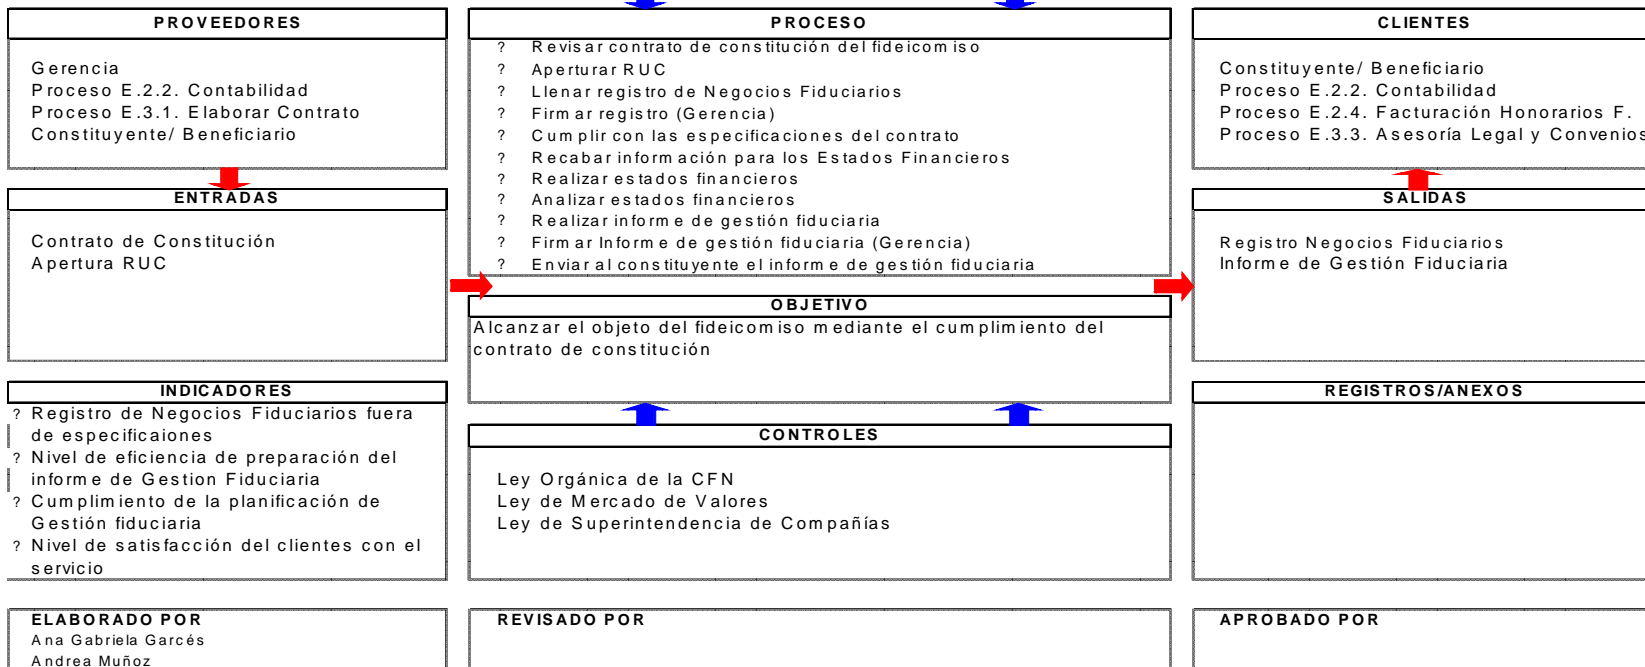 PROVEEDORES
Gerencia
Proceso E.2.2. Contabilidad
Proceso E.3.1. Elaborar Contrato
Constituyente/ Beneficiario
ENTRADAS
Contrato de Constitución
Apertura RUC
INDICADORES
? Registro de Negocios Fiduciarios fuera
de especificaiones
? Nivel de eficiencia de preparación del
informe de Gestion Fiduciaria
? Cumplimiento de la planificación de
Gestión fiduciaria
? Nivel de satisfacción del clientes con el
servicio
PROCESO
? Revisar contrato de constitución del fideicomiso
? Aperturar RUC
? Llenar registro de Negocios Fiduciarios
? Firmar registro (Gerencia)
? Cumplir con las especificaciones del contrato
? Recabar información para los Estados Financieros
? Realizar estados financieros
? Analizar estados financieros
? Realizar informe de gestión fiduciaria
? Firmar Informe de gestión fiduciaria (Gerencia)
? Enviar al constituyente el informe de gestión fiduciaria
OBJETIVO
Alcanzar el objeto del fideicomiso mediante el cumplimiento del
contrato de constitución
CONTROLES
Ley Orgánica de la CFN
Ley de Mercado de Valores
Ley de Superintendencia de Compañías
CLIENTES
Constituyente/ Beneficiario
Proceso E.2.2. Contabilidad
Proceso E.2.4. Facturación Honorarios F.
Proceso E.3.3. Asesoría Legal y Convenios
SALIDAS
Registro Negocios Fiduciarios
Informe de Gestión Fiduciaria
REGISTROS/ANEXOS
ELABORADO POR
Ana Gabriela Garcés
Andrea Muñoz
REVISADO POR
APROBADO POR